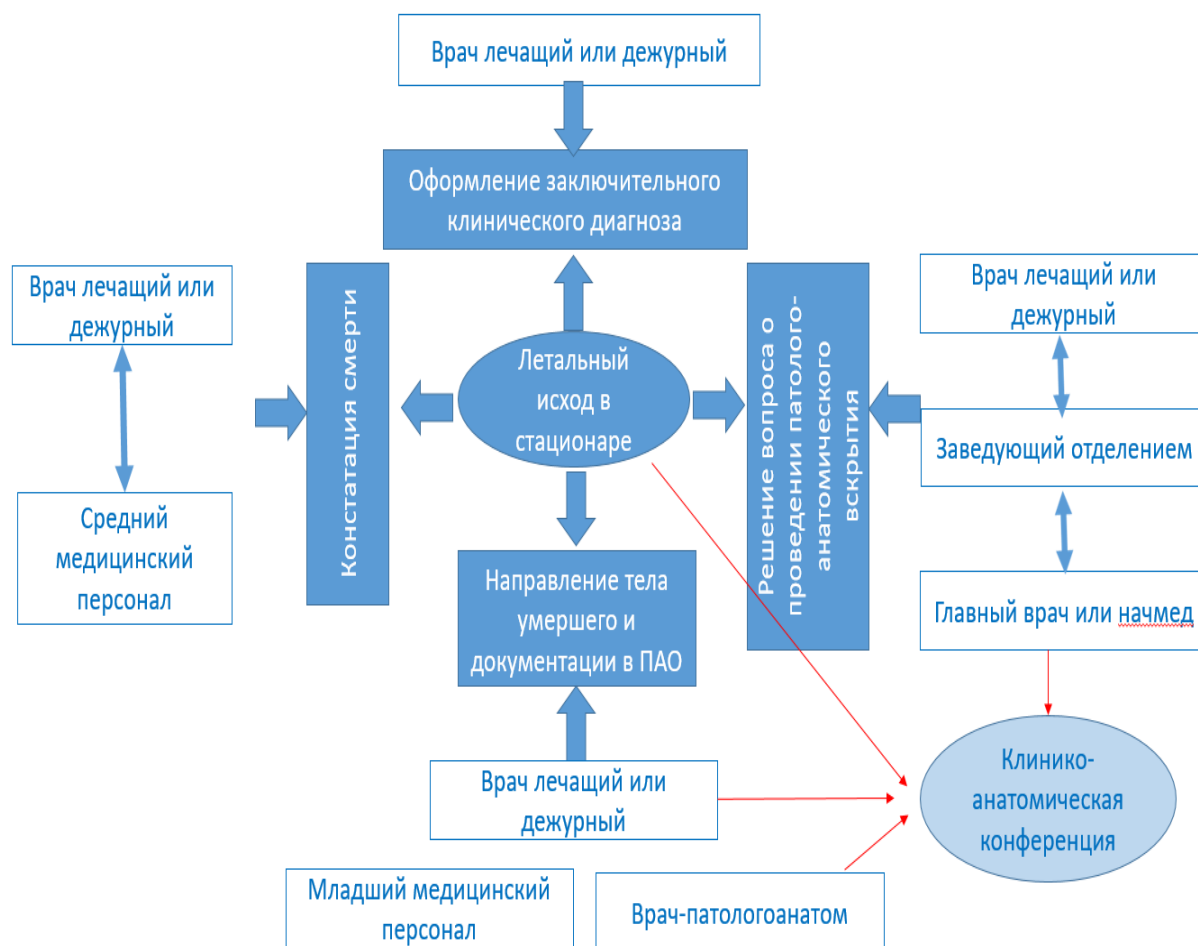 Врач лечащий или дежурный
Оформление заключительного
клинического диагноза
Врач лечащий или
дежурный
Средний
медицинский
персонал
Констатация смерти
Летальный
исход в
стационаре
Решение вопроса о
проведении патолого-
анатомического
вскрытия
Врач лечащий или
дежурный
Заведующий отделением
Главный врач или начмед
Направление тела
умершего и
документации в ПАО
Врач лечащий или
дежурный
Клинико-
анатомическая
конференция
Младший медицинский
персонал
Врач-патологоанатом